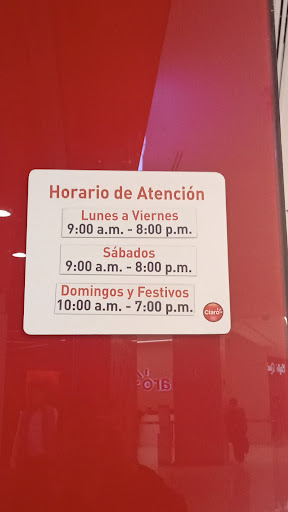 Horario de Atención
Lunes a Viernes
9:00 a.m. - 8:00 p.m.
Sábados
9:00 a.m. - 8:00 p.m.
Domingos y Festivos
10:00 a.m. - 7:00 p.m.
Claro